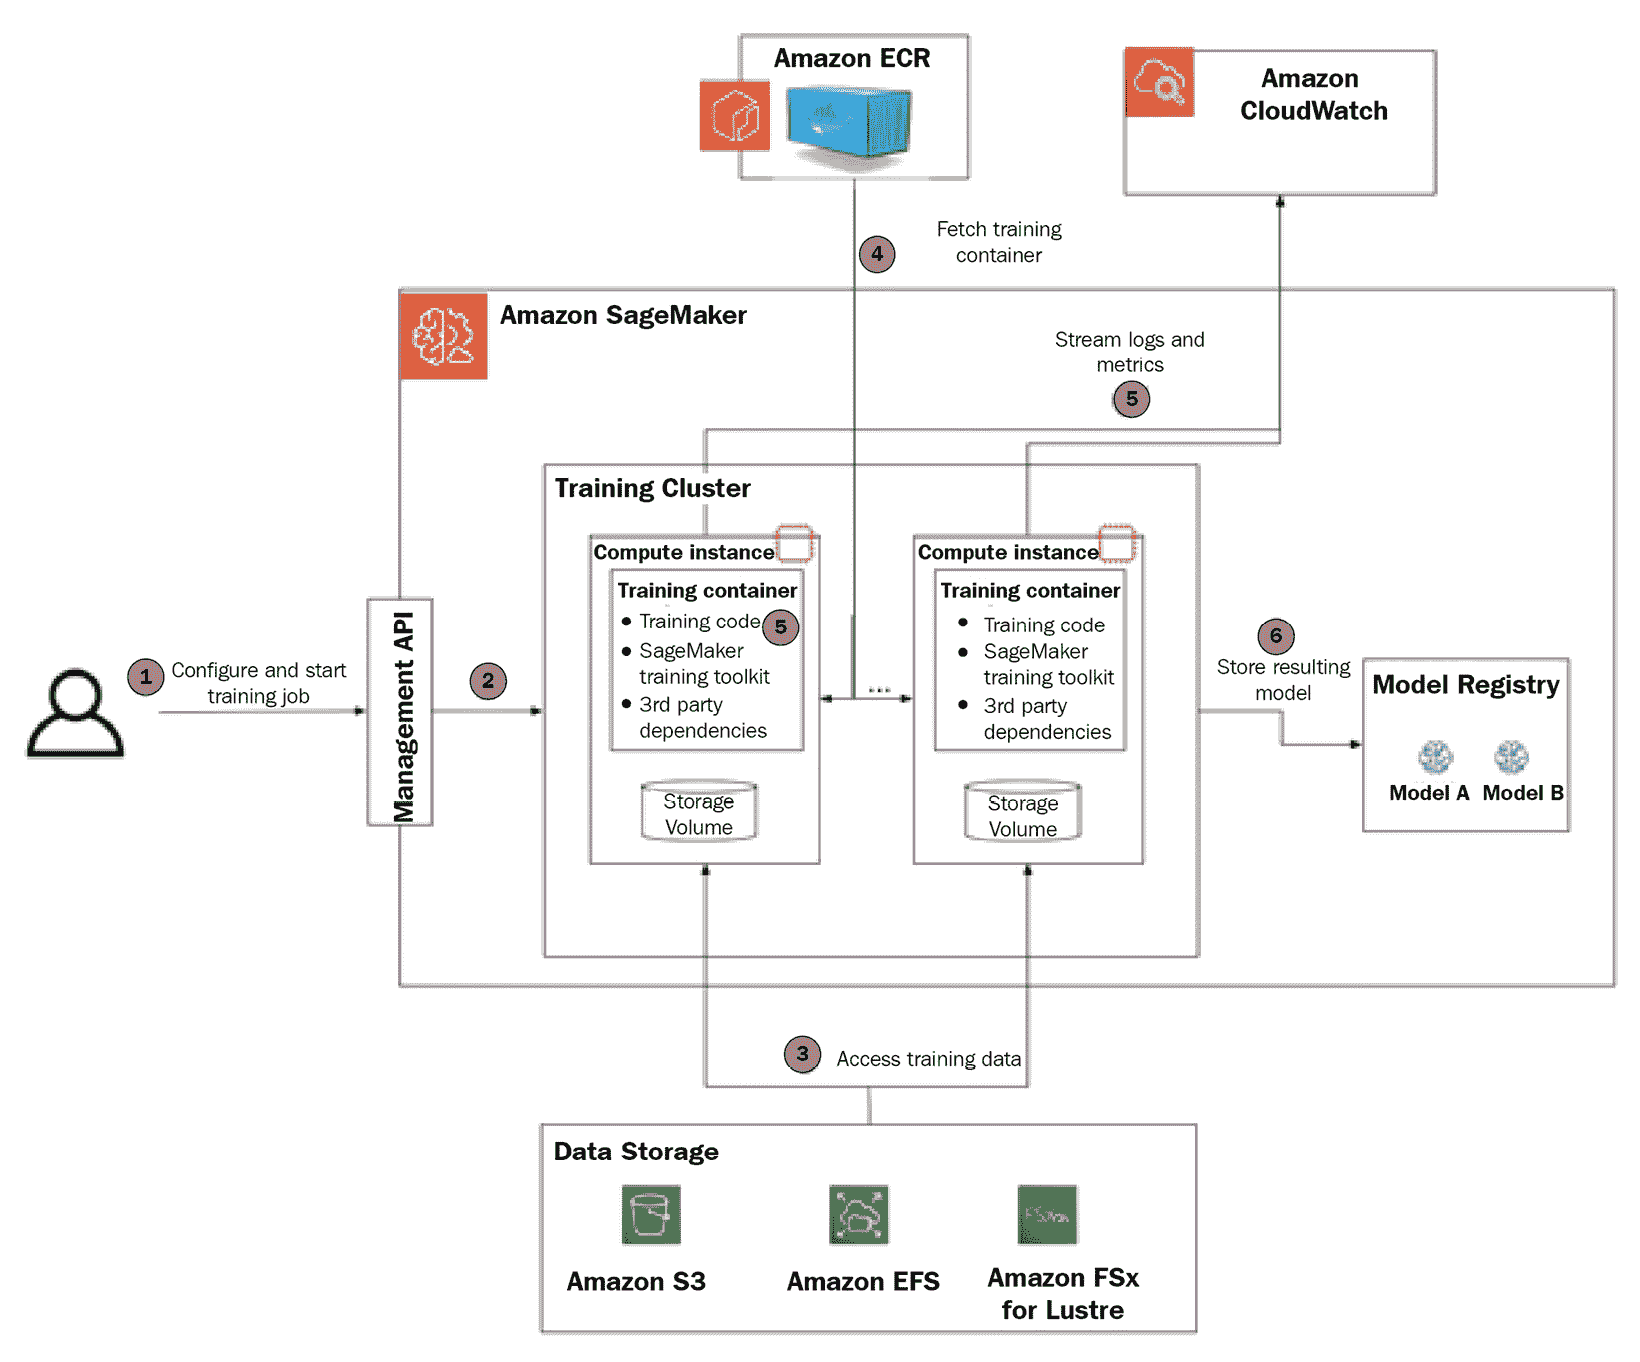 Amazon ECR
Amazon
CloudWatch
4
Fetch training
container
Amazon SageMaker
Stream logs and
metrics
5
Training Cluster
Compute instance
Training container
● Training code
5
● SageMaker
training toolkit
● 3rd party
dependencies
Storage
Volume
...
Compute instance
Training container
● Training code
● SageMaker
training toolkit
● 3rd party
dependencies
Storage
Volume
1
Configure and start
training job
Management API
2
6
Store resulting
model
Model Registry
Model A
Model B
3
Access training data
Data Storage
Amazon S3
Amazon EFS
Amazon FSx
for Lustre